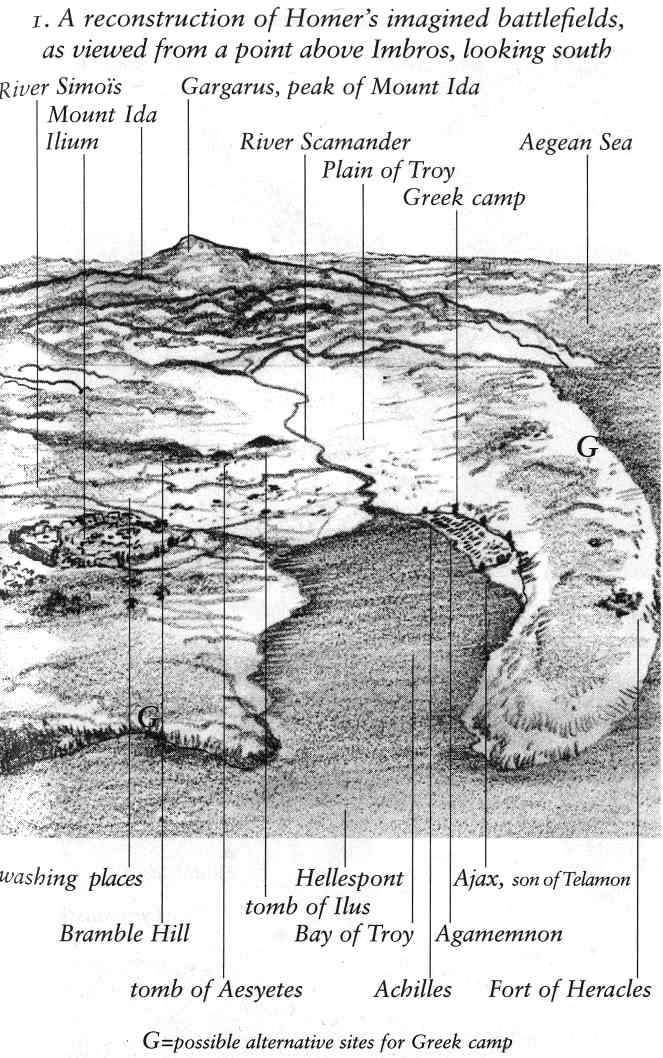 1. A reconstruction of Homer's imagined battlefields,
as viewed from a point above Imbros, looking south
River Simoïs
Gargarus, peak of Mount Ida
Mount Ida
Ilium
River Scamander
Aegean Sea
Plain of Troy
Greek camp
G
G
washing places
Hellespont
Ajax, son of Telamon
tomb of Ilus
Bramble Hill
Bay of Troy
Agamemnon
tomb of Aesyetes
Achilles
Fort of Heracles
G=possible alternative sites for Greek camp